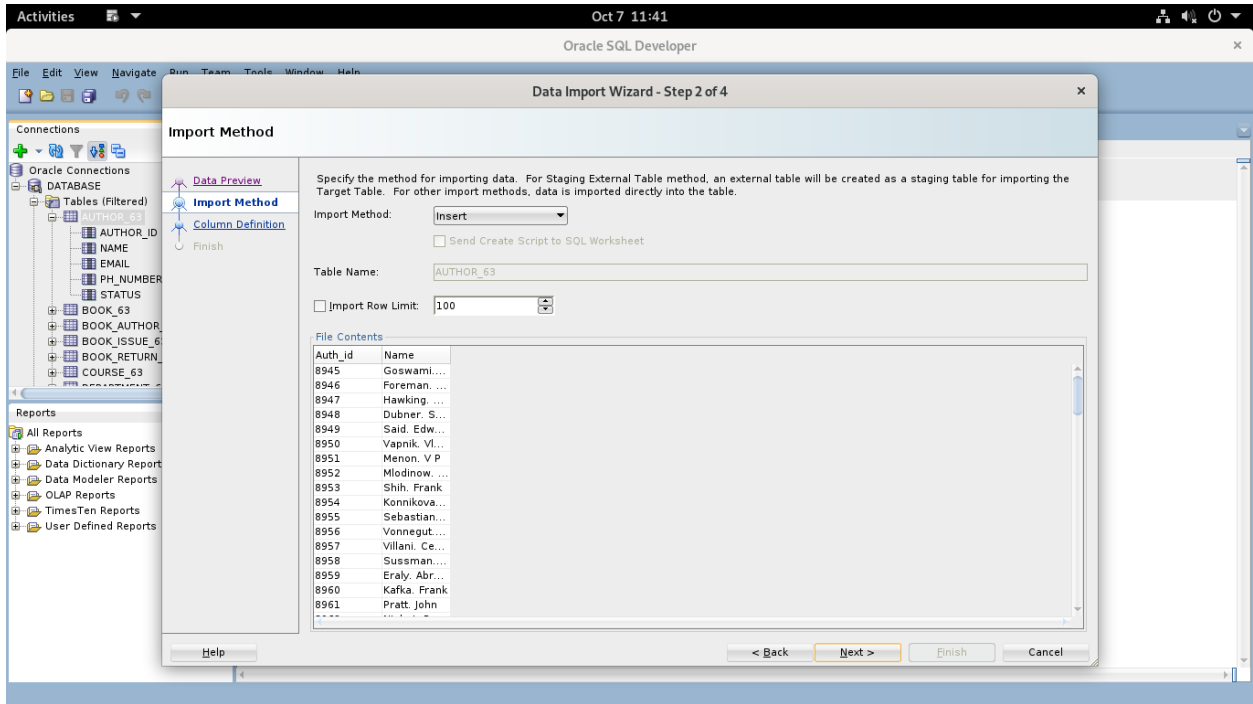 Activities
Oct 7 11:41
Oracle SQL Developer
File Edit View Navigate Run Team Tools Window Help
Data Import Wizard - Step 2 of 4
Connections
Import Method
Oracle Connections
DATABASE
Tables (Filtered)
AUTHOR_63
AUTHOR_ID
NAME
EMAIL
PH_NUMBER
STATUS
BOOK_63
BOOK_AUTHOR_
BOOK_ISSUE_6
BOOK_RETURN_
COURSE_63
Reports
All Reports
Analytic View Reports
Data Dictionary Report
Data Modeler Reports
OLAP Reports
TimesTen Reports
User Defined Reports
Data Preview
Import Method
Column Definition
Finish
Specify the method for importing data. For Staging External Table method, an external table will be created as a staging table for importing the
Target Table. For other import methods, data is imported directly into the table.
Import Method: Insert
Send Create Script to SQL Worksheet
Table Name: AUTHOR_63
Import Row Limit: 100
File Contents
Auth_id Name
8945 Goswami....
8946 Foreman. ...
8947 Hawking. ...
8948 Dubner. S...
8949 Said. Edw...
8950 Vapnik. Vl...
8951 Menon. V P
8952 Mlodinow. ...
8953 Shih. Frank
8954 Konnikova...
8955 Sebastian...
8956 Vonnegut....
8957 Villani. Ce...
8958 Sussman....
8959 Eraly. Abr...
8960 Kafka. Frank
8961 Pratt. John
Help
< Back Next > Finish Cancel